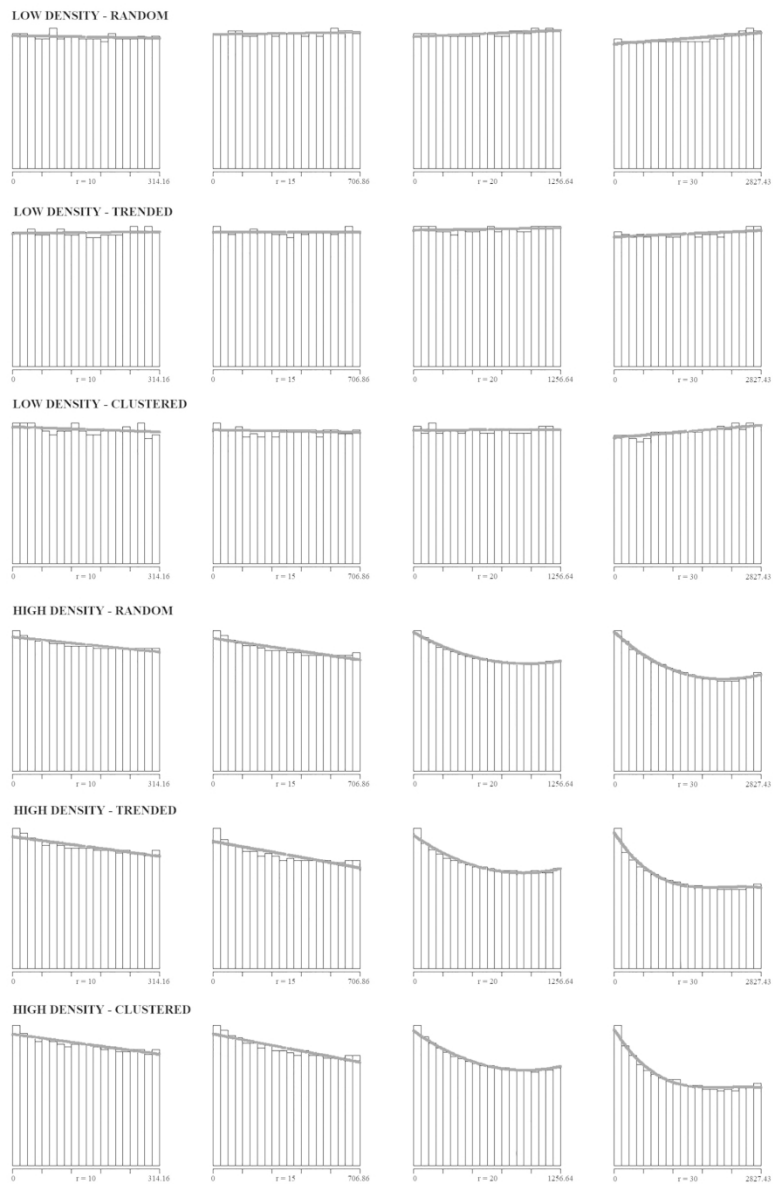 LOW DENSITY - RANDOM
0 r = 10 314.16 0 r = 15 706.86 0 r = 20 1256.64 0 r = 30 2827.43
LOW DENSITY - TRENDED
0 r = 10 314.16 0 r = 15 706.86 0 r = 20 1256.64 0 r = 30 2827.43
LOW DENSITY - CLUSTERED
0 r = 10 314.16 0 r = 15 706.86 0 r = 20 1256.64 0 r = 30 2827.43
HIGH DENSITY - RANDOM
0 r = 10 314.16 0 r = 15 706.86 0 r = 20 1256.64 0 r = 30 2827.43
HIGH DENSITY - TRENDED
0 r = 10 314.16 0 r = 15 706.86 0 r = 20 1256.64 0 r = 30 2827.43
HIGH DENSITY - CLUSTERED
0 r = 10 314.16 0 r = 15 706.86 0 r = 20 1256.64 0 r = 30 2827.43